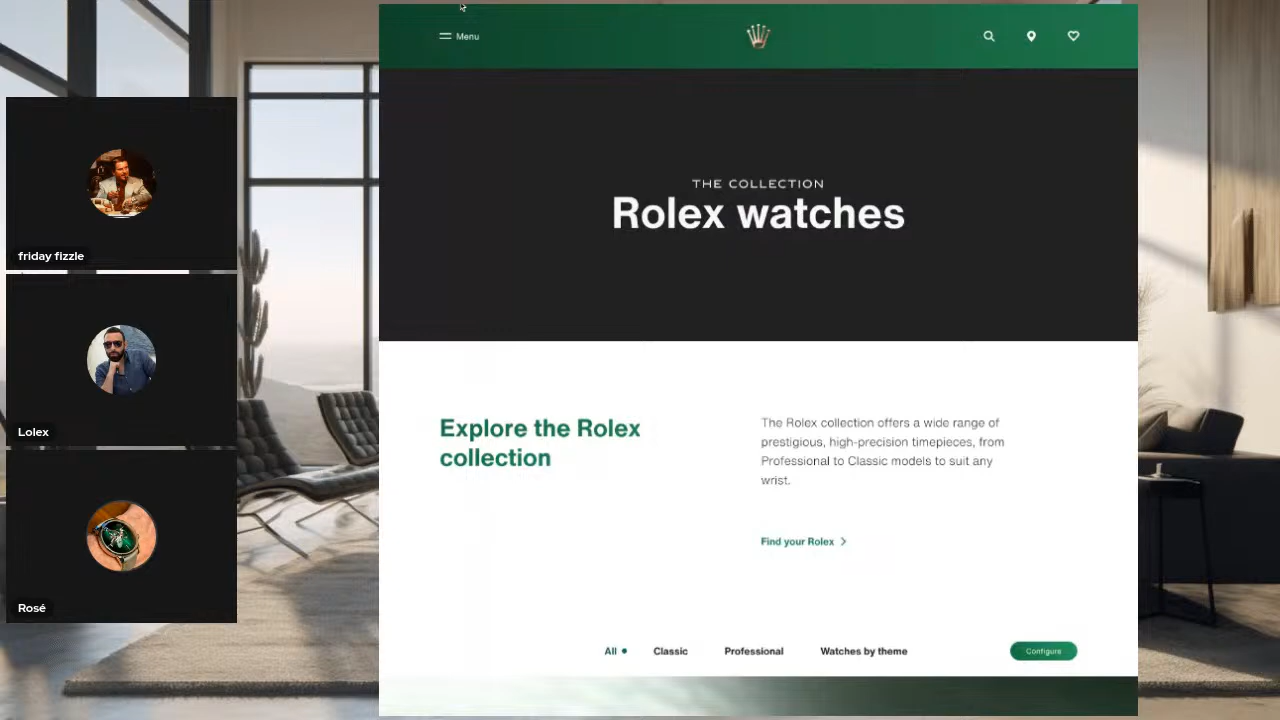 Menu
THE COLLECTION
Rolex watches
Explore the Rolex
collection
The Rolex collection offers a wide range of
prestigious, high-precision timepieces, from
Professional to Classic models to suit any
wrist.
Find your Rolex
All
Classic
Professional
Watches by theme
Configure
friday fizzle
Lolex
Rosé